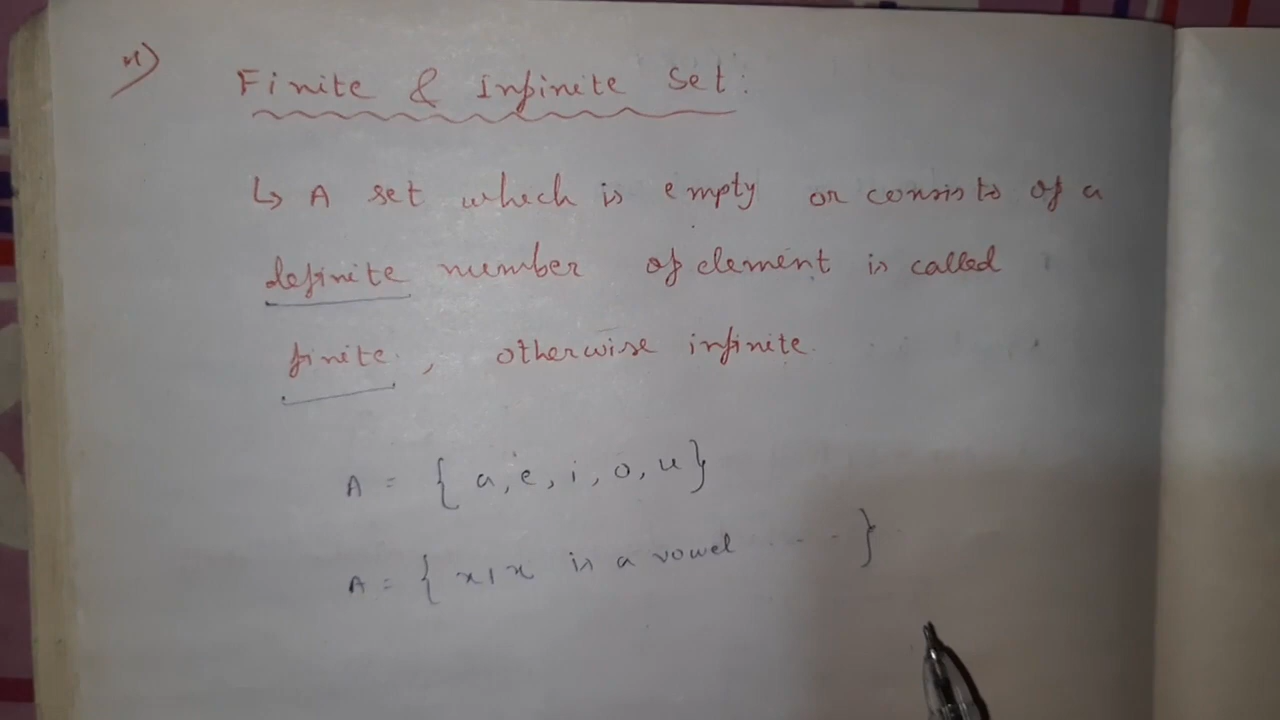 Finite & Infinite Set:
↳ A set which is empty or consists of a
definite number of element is called
finite, otherwise infinite
A = { a, e, i, o, u}
A = { x | x is a vowel ....}